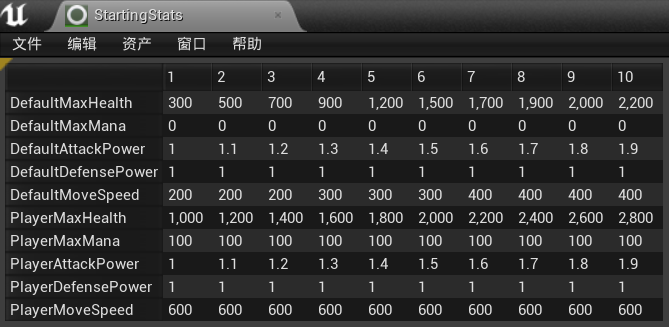 StartingStats
文件 编辑 资产 窗口 帮助
1 2 3 4 5 6 7 8 9 10
DefaultMaxHealth 300 500 700 900 1,200 1,500 1,700 1,900 2,000 2,200
DefaultMaxMana 0 0 0 0 0 0 0 0 0 0
DefaultAttackPower 1 1.1 1.2 1.3 1.4 1.5 1.6 1.7 1.8 1.9
DefaultDefensePower 1 1 1 1 1 1 1 1 1 1
DefaultMoveSpeed 200 200 200 300 300 300 400 400 400 400
PlayerMaxHealth 1,000 1,200 1,400 1,600 1,800 2,000 2,200 2,400 2,600 2,800
PlayerMaxMana 100 100 100 100 100 100 100 100 100 100
PlayerAttackPower 1 1.1 1.2 1.3 1.4 1.5 1.6 1.7 1.8 1.9
PlayerDefensePower 1 1 1 1 1 1 1 1 1 1
PlayerMoveSpeed 600 600 600 600 600 600 600 600 600 600